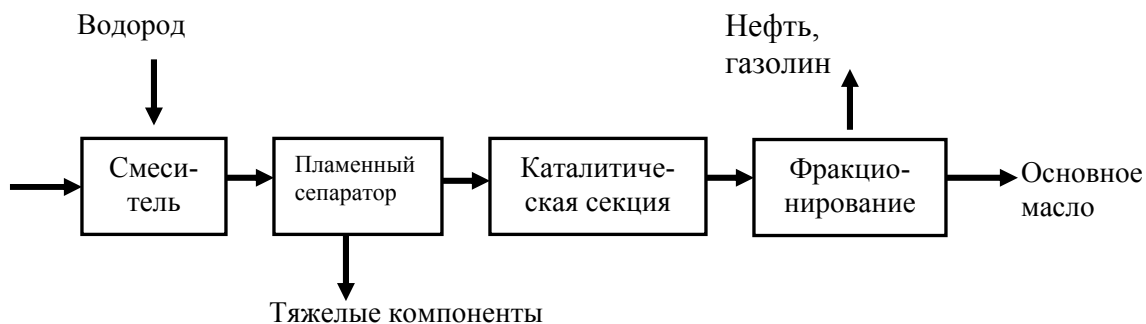 Водород
Нефть,
газолин
Смеси-
тель
Пламенный
сепаратор
Каталитиче-
ская секция
Фракцио-
нирование
Основное
масло
Тяжелые компоненты